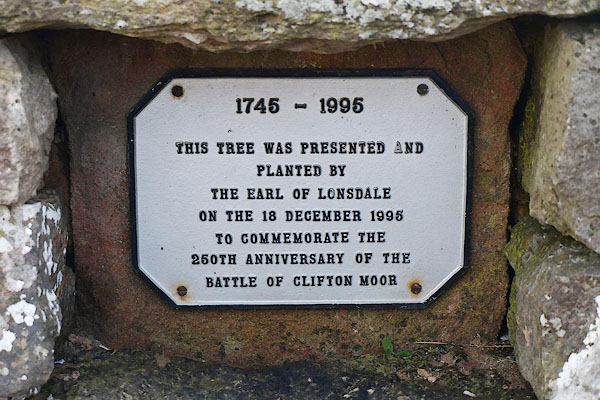 1745 - 1995
THIS TREE WAS PRESENTED AND
PLANTED BY
THE EARL OF LONSDALE
ON THE 18 DECEMBER 1995
TO COMMEMORATE THE
250TH ANNIVERSARY OF THE
BATTLE OF CLIFTON MOOR